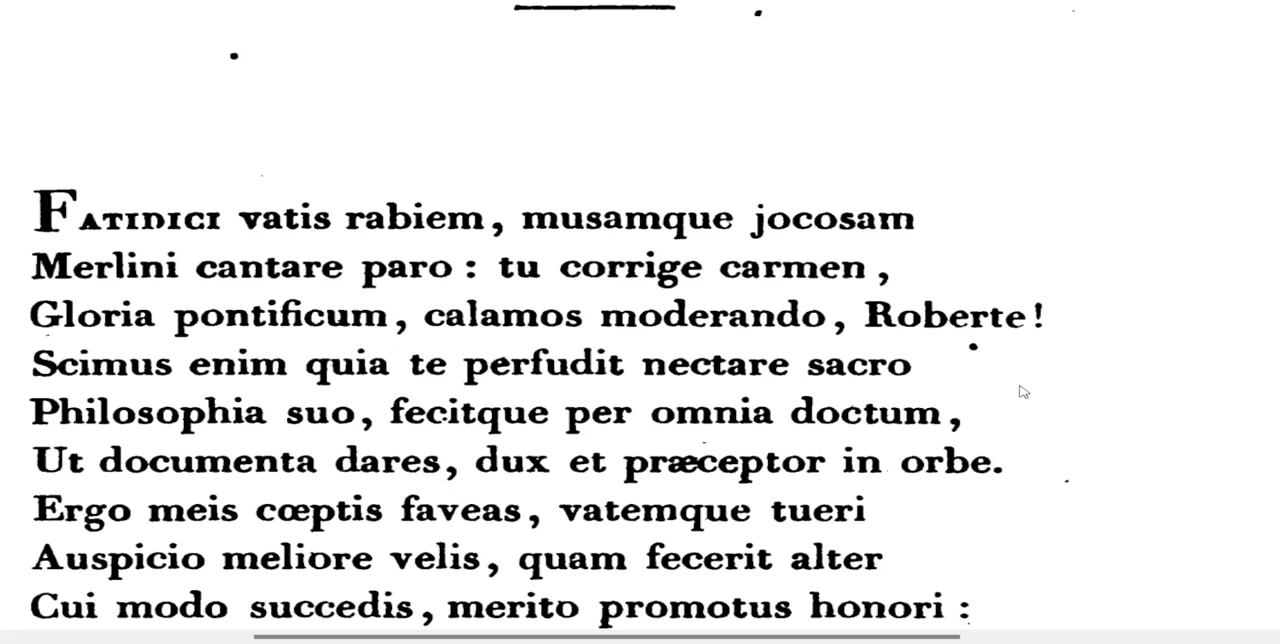 Fatidici vatis rabiem, musamque jocosam
Merlini cantare paro : tu corrige carmen ,
Gloria pontificum, calamos moderando, Roberte !
Scimus enim quia te perfudit nectare sacro
Philosophia suo, fecitque per omnia doctum,
Ut documenta dares, dux et præceptor in orbe.
Ergo meis cœptis faveas, vatemque tueri
Auspicio meliore velis, quam fecerit alter
Cui modo succedis, merito promotus honori :